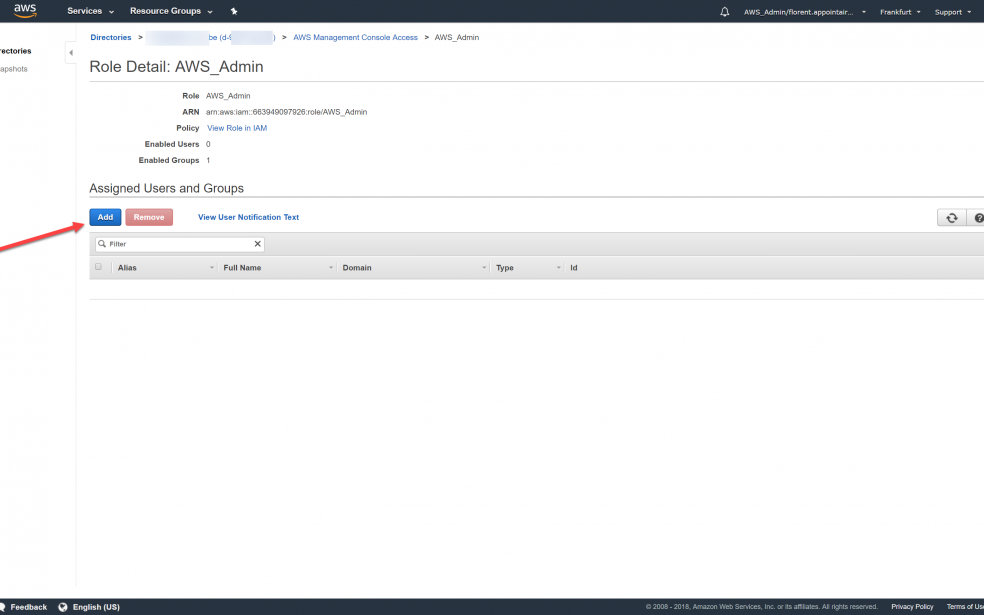 aws Services Resource Groups AWS_Admin/florent.appointair... Frankfurt Support
Directories > be (d-9 ) > AWS Management Console Access > AWS_Admin
rectories
apshots
Role Detail: AWS_Admin
Role AWS_Admin
ARN arn:aws:iam::663949097926:role/AWS_Admin
Policy View Role in IAM
Enabled Users 0
Enabled Groups 1
Assigned Users and Groups
Add Remove View User Notification Text
Filter
Alias Full Name Domain Type Id
Feedback English (US) © 2008 - 2018, Amazon Web Services, Inc. or its affiliates. All rights reserved. Privacy Policy Terms of Us